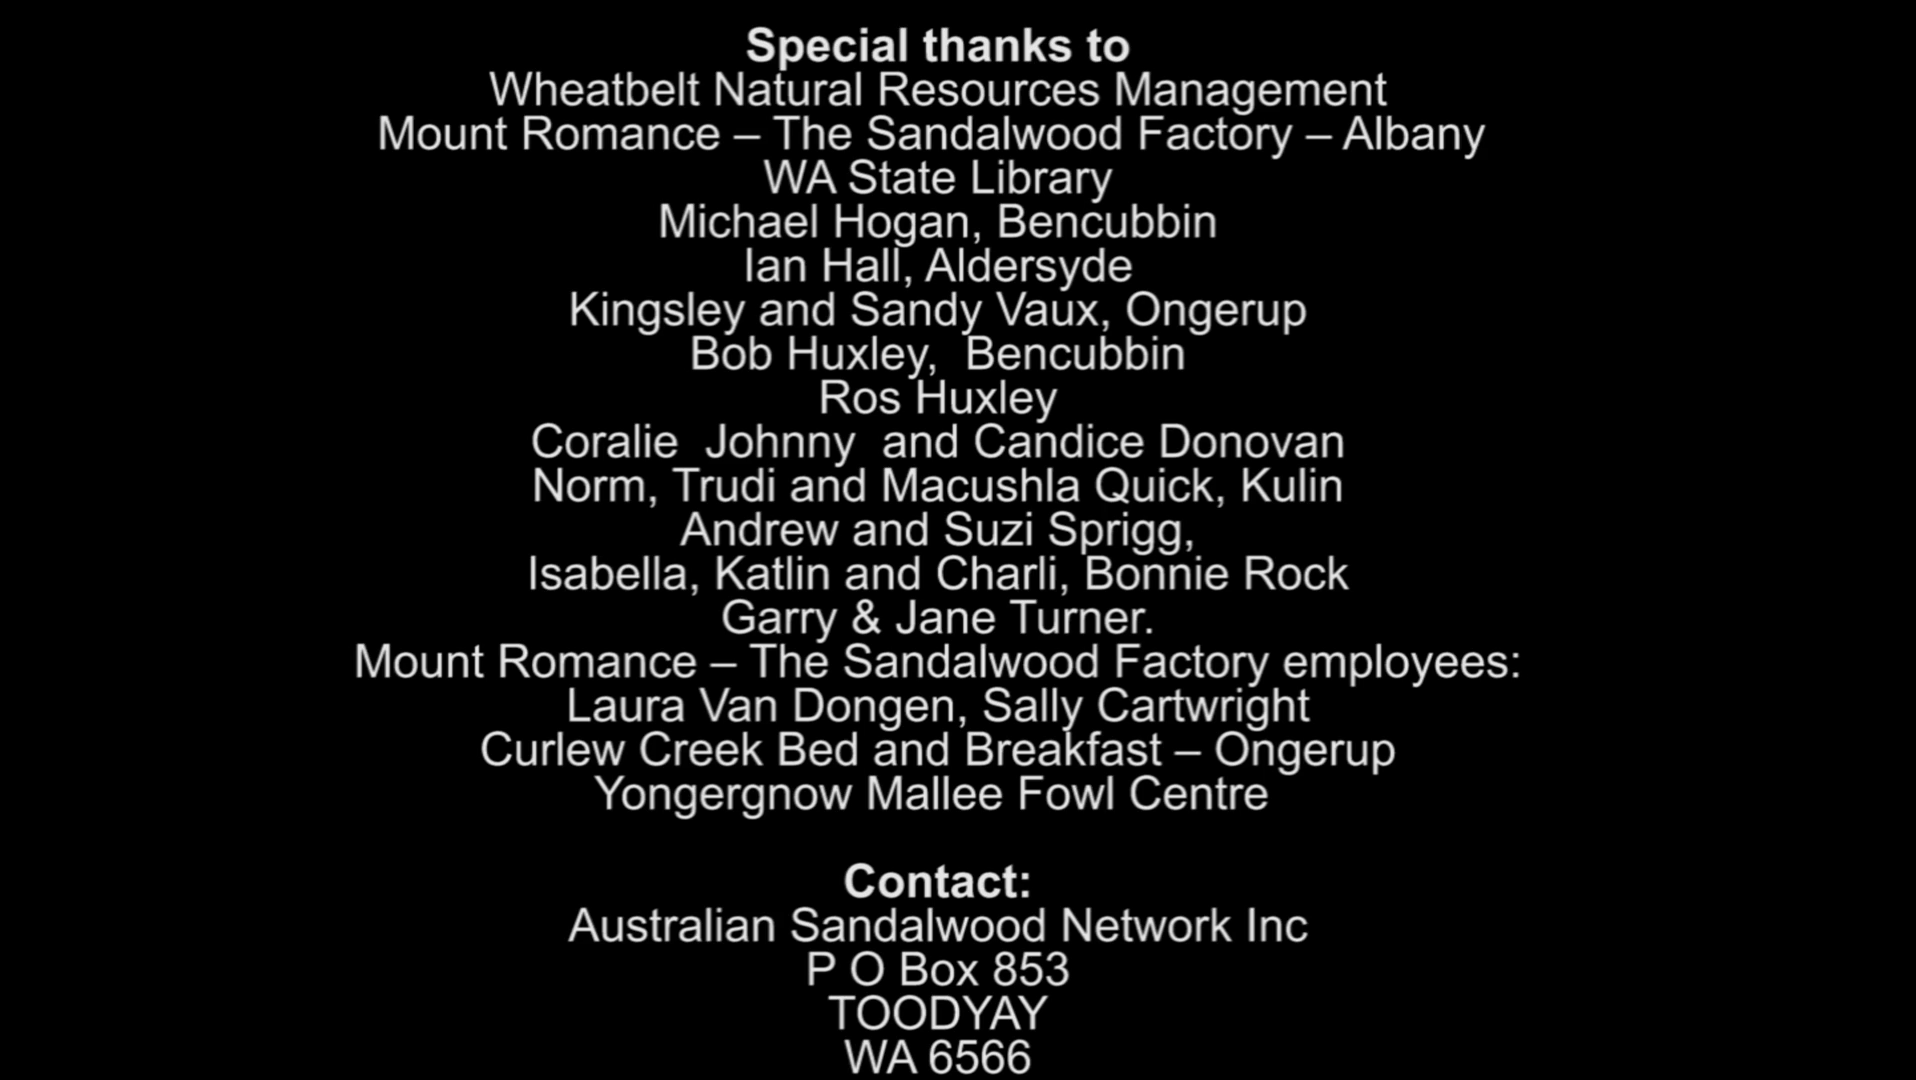 Special thanks to
Wheatbelt Natural Resources Management
Mount Romance – The Sandalwood Factory – Albany
WA State Library
Michael Hogan, Bencubbin
Ian Hall, Aldersyde
Kingsley and Sandy Vaux, Ongerup
Bob Huxley,  Bencubbin
Ros Huxley
Coralie  Johnny  and Candice Donovan
Norm, Trudi and Macushla Quick, Kulin
Andrew and Suzi Sprigg,
Isabella, Katlin and Charli, Bonnie Rock
Garry & Jane Turner.
Mount Romance – The Sandalwood Factory employees:
Laura Van Dongen, Sally Cartwright
Curlew Creek Bed and Breakfast – Ongerup
Yongergnow Mallee Fowl Centre
Contact:
Australian Sandalwood Network Inc
P O Box 853
TOODYAY
WA 6566